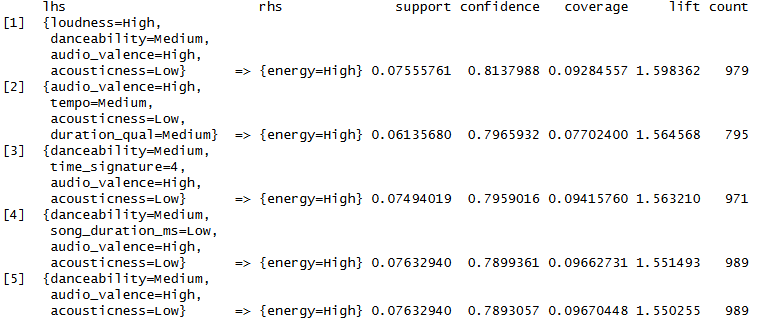 lhs rhs support confidence coverage lift count
[1] {loudness=High,
danceability=Medium,
audio_valence=High,
acousticness=Low} => {energy=High} 0.07555761 0.8137988 0.09284557 1.598362 979
[2] {audio_valence=High,
tempo=Medium,
acousticness=Low,
duration_qual=Medium} => {energy=High} 0.06135680 0.7965932 0.07702400 1.564568 795
[3] {danceability=Medium,
time_signature=4,
audio_valence=High,
acousticness=Low} => {energy=High} 0.07494019 0.7959016 0.09415760 1.563210 971
[4] {danceability=Medium,
song_duration_ms=Low,
audio_valence=High,
acousticness=Low} => {energy=High} 0.07632940 0.7899361 0.09662731 1.551493 989
[5] {danceability=Medium,
audio_valence=High,
acousticness=Low} => {energy=High} 0.07632940 0.7893057 0.09670448 1.550255 989